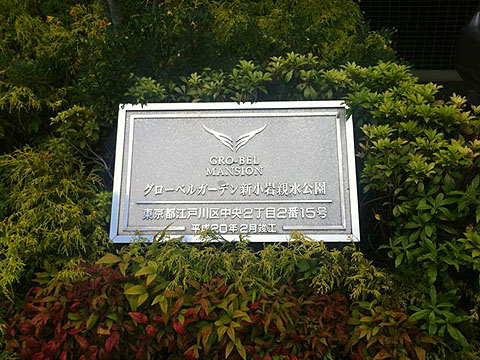 GRO-BEL
MANSION
グローベルガーデン新小岩親水公園
東京都江戸川区中央2丁目2番15号
平成20年2月竣工